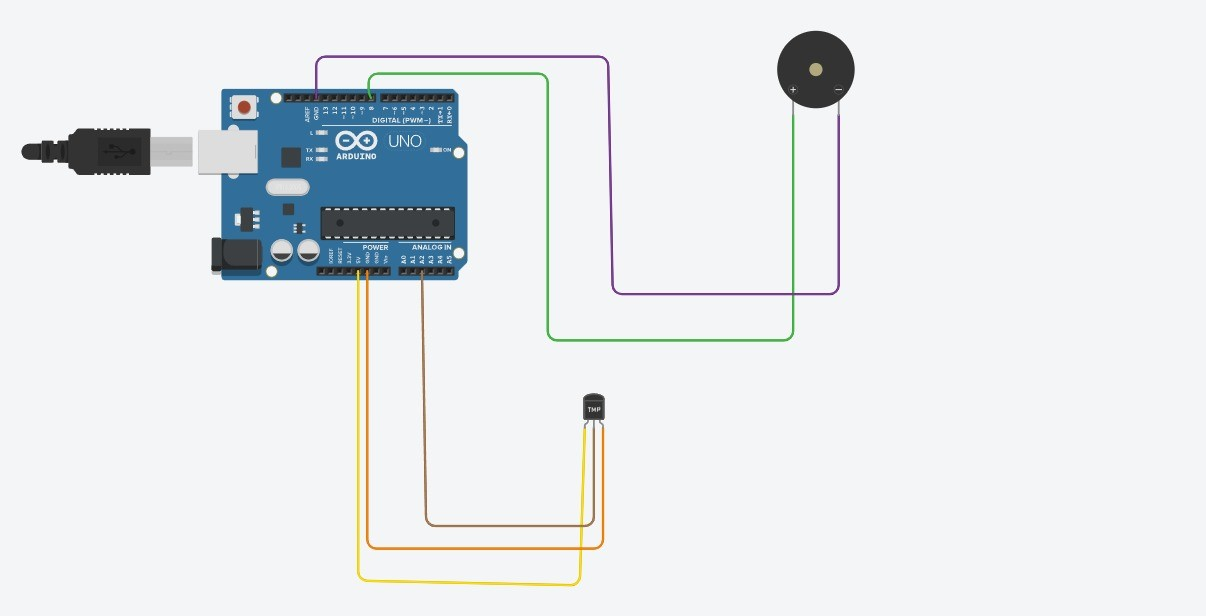 + −
AREF
GND
13
12
~11
~10
~9
8
7
~6
~5
4
~3
2
TX→1
RX←0
DIGITAL (PWM~)
L
TX
RX
ARDUINO
UNO
ON
POWER
ANALOG IN
IOREF
RESET
3.3V
5V
GND
GND
Vin
A0
A1
A2
A3
A4
A5
TMP